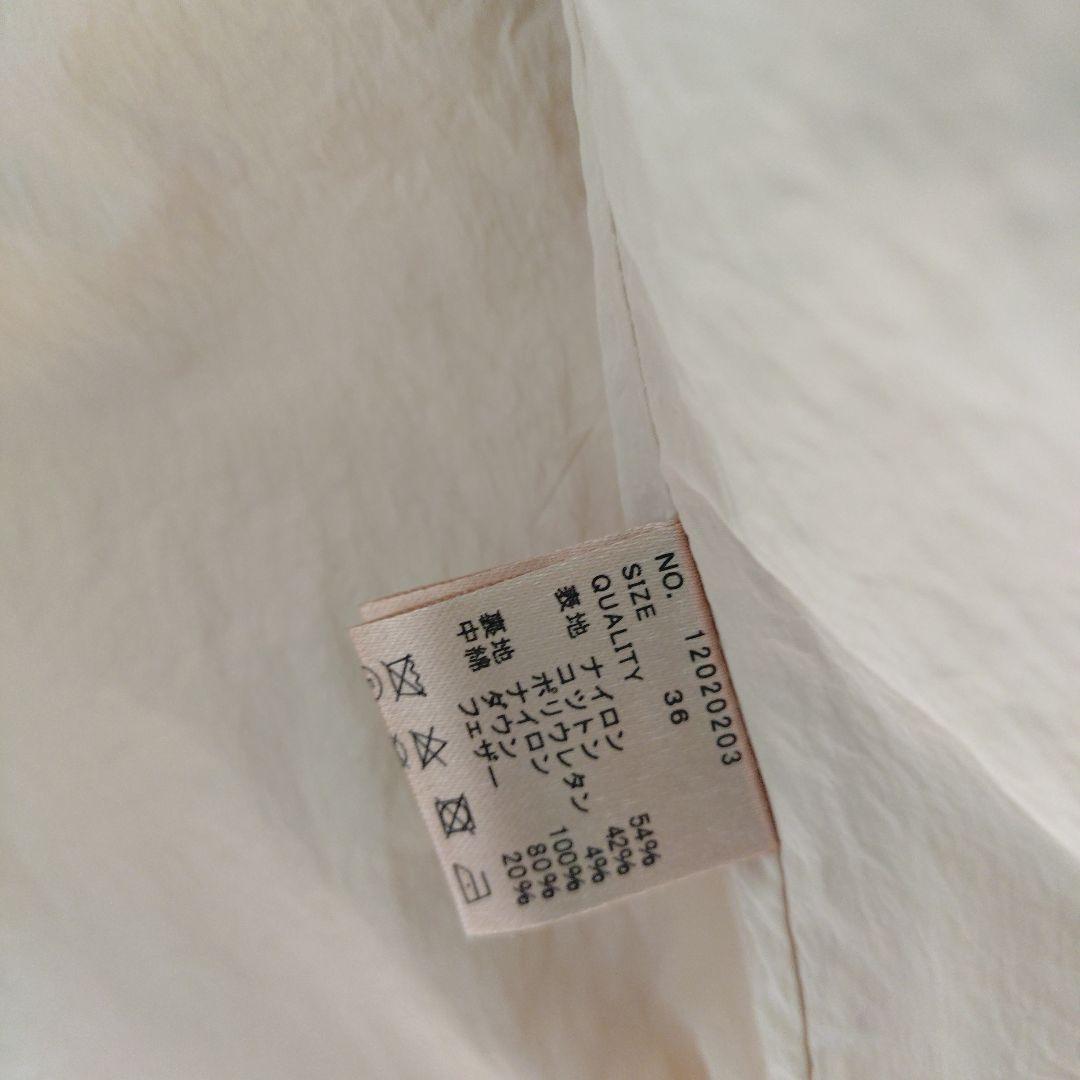 NO. 12020203
SIZE 36
QUALITY
表地 ナイロン 54%
コットン 42%
ポリウレタン 4%
裏地 ナイロン 100%
中綿 ダウン 80%
フェザー 20%